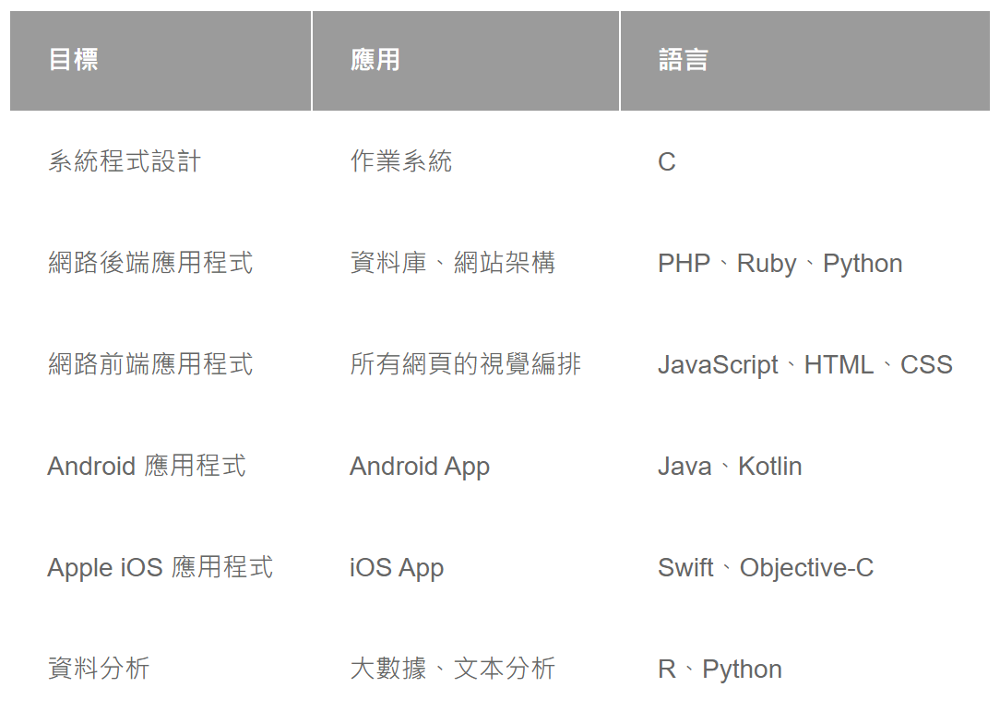 目標 應用 語言
系統程式設計 作業系統 C
網路後端應用程式 資料庫、網站架構 PHP、Ruby、Python
網路前端應用程式 所有網頁的視覺編排 JavaScript、HTML、CSS
Android 應用程式 Android App Java、Kotlin
Apple iOS 應用程式 iOS App Swift、Objective-C
資料分析 大數據、文本分析 R、Python